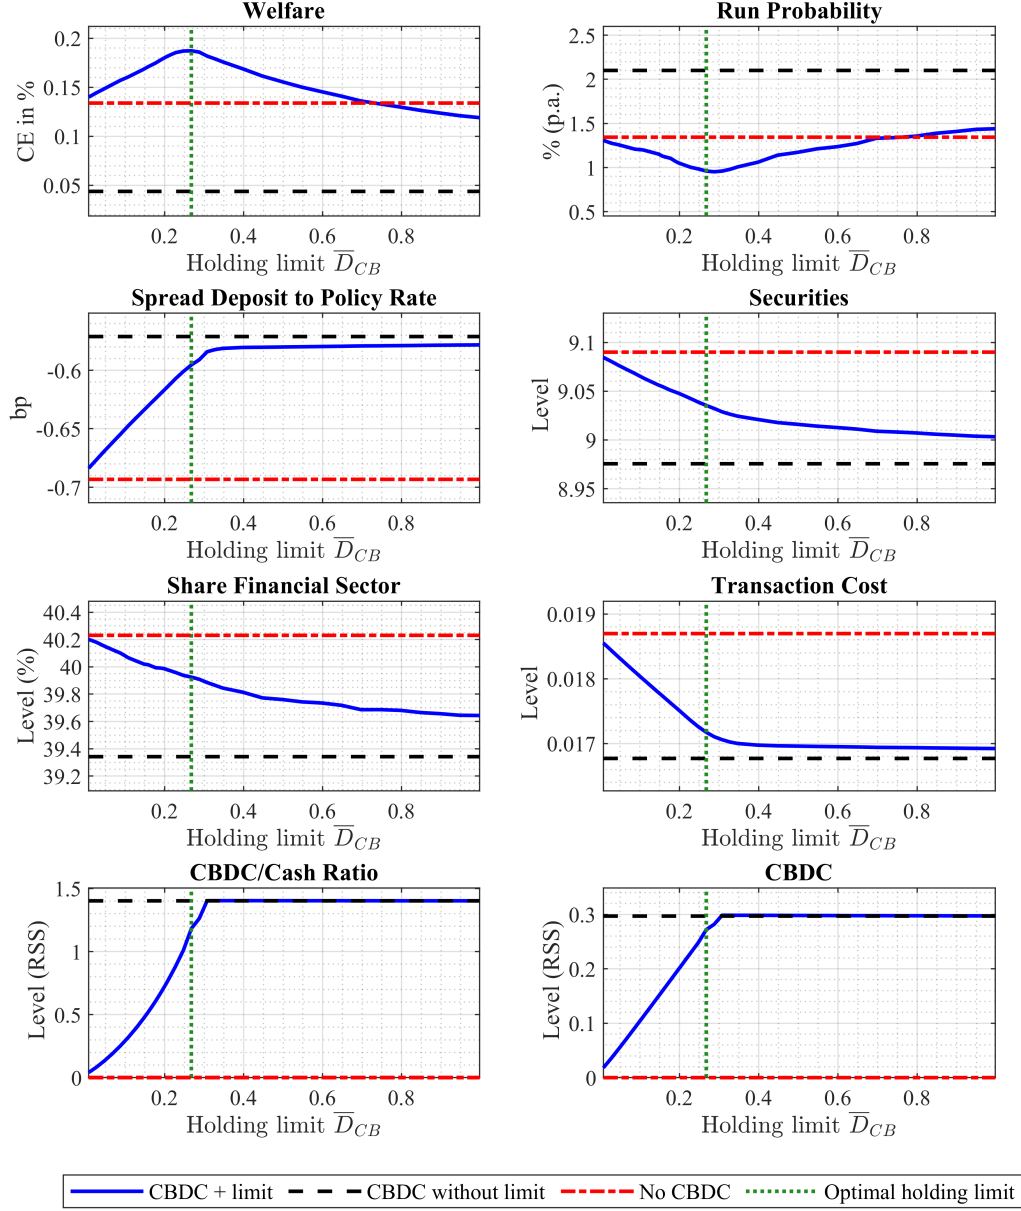 Welfare
CE in %
0.2
0.15
0.1
0.05
0.2 0.4 0.6 0.8
Holding limit D̅_CB
Run Probability
% (p.a.)
2.5
2
1.5
1
0.5
0.2 0.4 0.6 0.8
Holding limit D̅_CB
Spread Deposit to Policy Rate
bp
-0.6
-0.65
-0.7
0.2 0.4 0.6 0.8
Holding limit D̅_CB
Securities
Level
9.1
9.05
9
8.95
0.2 0.4 0.6 0.8
Holding limit D̅_CB
Share Financial Sector
Level (%)
40.4
40.2
40
39.8
39.6
39.4
39.2
0.2 0.4 0.6 0.8
Holding limit D̅_CB
Transaction Cost
Level
0.019
0.018
0.017
0.2 0.4 0.6 0.8
Holding limit D̅_CB
CBDC/Cash Ratio
Level (RSS)
1.5
1
0.5
0
0.2 0.4 0.6 0.8
Holding limit D̅_CB
CBDC
Level (RSS)
0.3
0.2
0.1
0
0.2 0.4 0.6 0.8
Holding limit D̅_CB
CBDC + limit CBDC without limit No CBDC Optimal holding limit